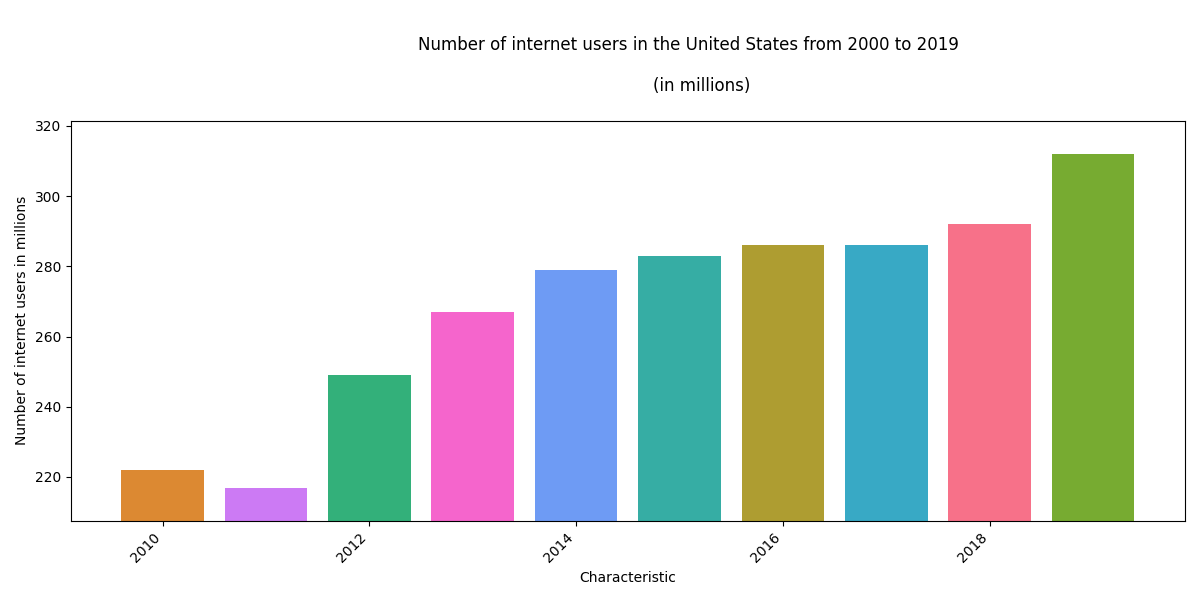 Number of internet users in the United States from 2000 to 2019
(in millions)
Number of internet users in millions
320
300
280
260
240
220
2010
2012
2014
2016
2018
Characteristic